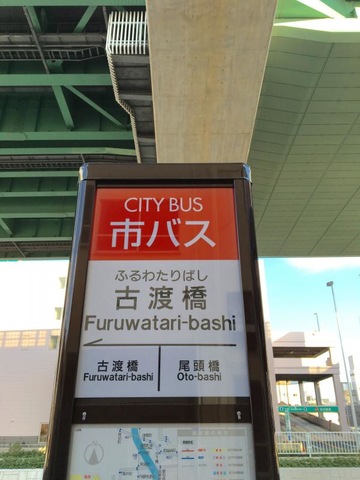 CITY BUS
市バス
ふるわたりばし
古渡橋
Furuwatari-bashi
古渡橋 尾頭橋
Furuwatari-bashi Oto-bashi